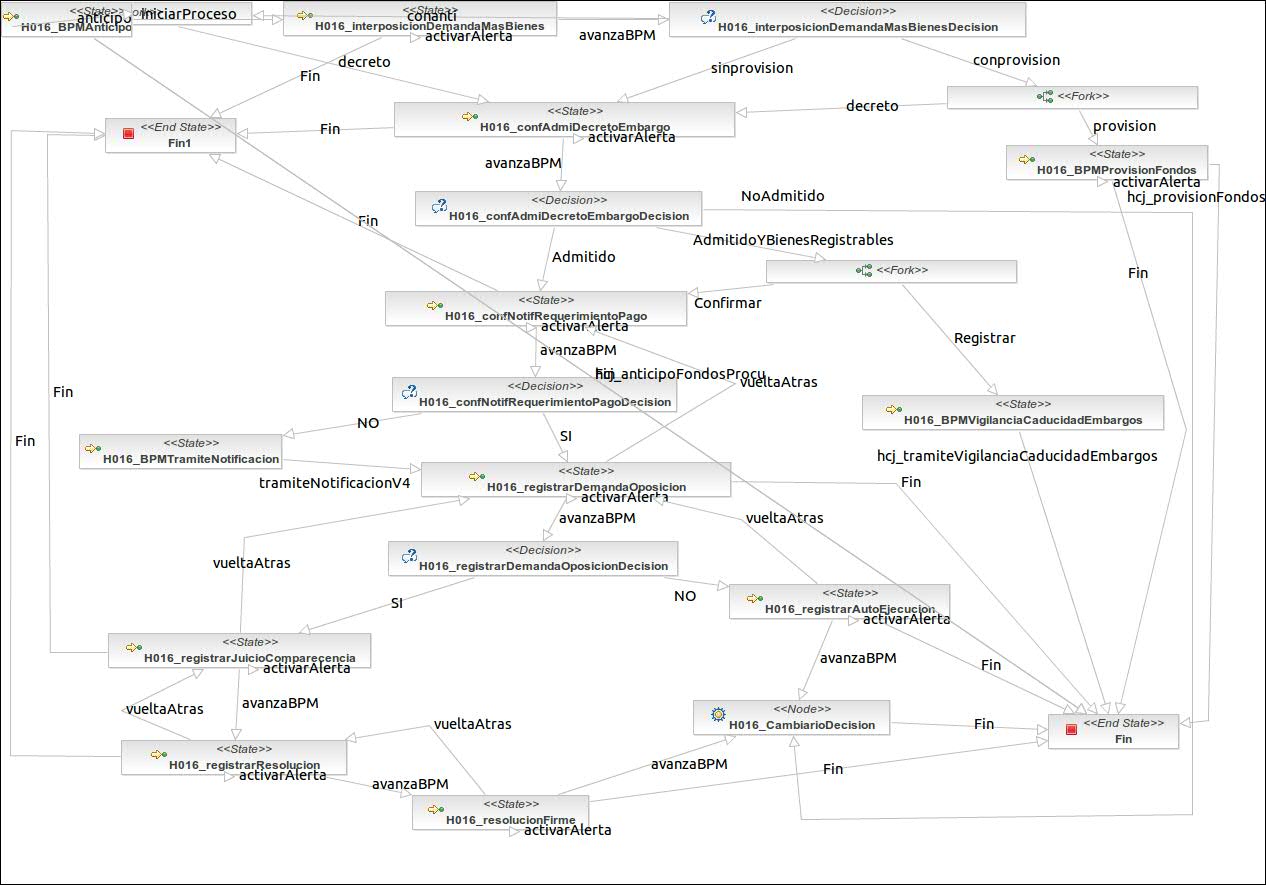 <<State>>
H016_BPMAnticipo
anticipo
IniciarProceso
<<State>>
H016_interposicionDemandaMasBienes
conanti
activarAlerta
avanzaBPM
<<Decision>>
H016_interposicionDemandaMasBienesDecision
Fin
decreto
sinprovision
conprovision
<<Fork>>
decreto
provision
<<State>>
H016_confAdmiDecretoEmbargo
activarAlerta
<<End State>>
Fin1
Fin
avanzaBPM
<<State>>
H016_BPMProvisionFondos
activarAlerta
hcj_provisionFondos
<<Decision>>
H016_confAdmiDecretoEmbargoDecision
NoAdmitido
Fin
AdmitidoYBienesRegistrables
Admitido
<<Fork>>
Fin
<<State>>
H016_confNotifRequerimientoPago
activarAlerta
Confirmar
Registrar
avanzaBPM
Fin
hcj_anticipoFondosProcu
vueltaAtras
<<Decision>>
H016_confNotifRequerimientoPagoDecision
Fin
<<State>>
H016_BPMVigilanciaCaducidadEmbargos
NO
SI
Fin
<<State>>
H016_BPMTramiteNotificacion
hcj_tramiteVigilanciaCaducidadEmbargos
tramiteNotificacionV4
<<State>>
H016_registrarDemandaOposicion
activarAlerta
Fin
avanzaBPM
vueltaAtras
<<Decision>>
H016_registrarDemandaOposicionDecision
vueltaAtras
NO
SI
<<State>>
H016_registrarAutoEjecucion
activarAlerta
<<State>>
H016_registrarJuicioComparecencia
activarAlerta
avanzaBPM
Fin
vueltaAtras
avanzaBPM
vueltaAtras
<<Node>>
H016_CambiarioDecision
Fin
<<End State>>
Fin
<<State>>
H016_registrarResolucion
activarAlerta
avanzaBPM
avanzaBPM
Fin
<<State>>
H016_resolucionFirme
activarAlerta